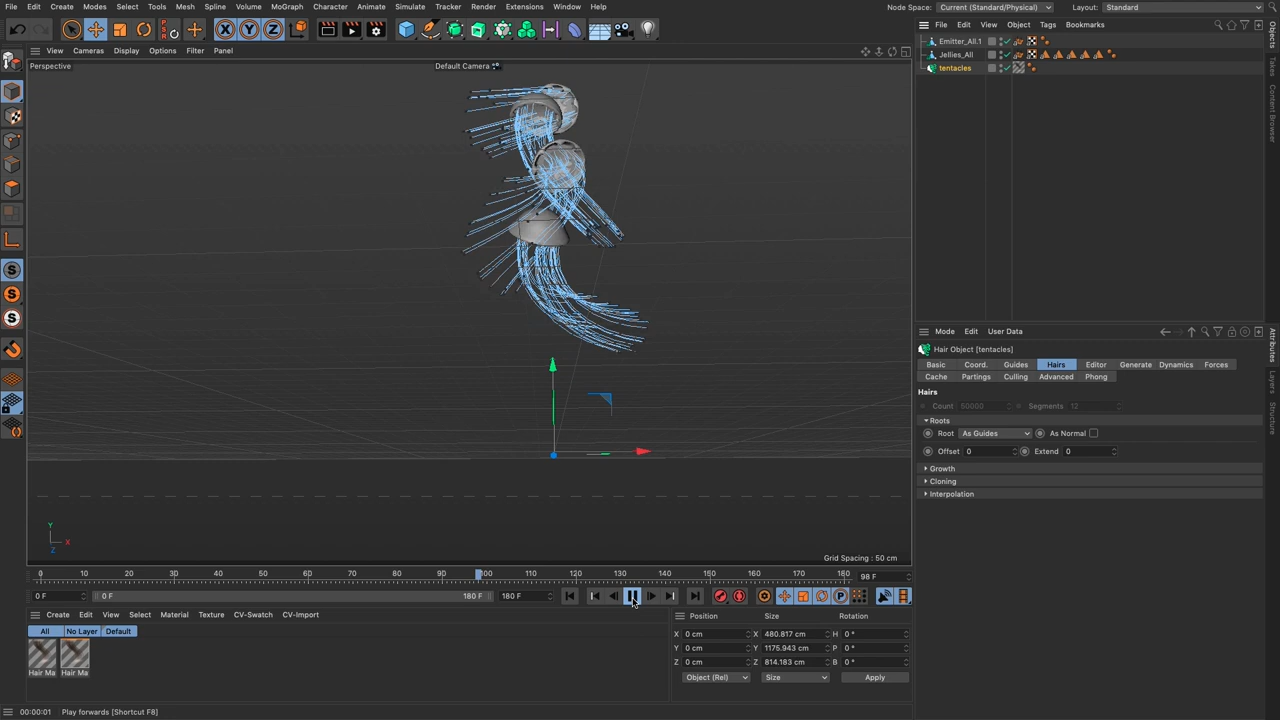 File Edit Create Modes Select Tools Mesh Spline Volume MoGraph Character Animate Simulate Tracker Render Extensions Window Help Node Space: Current (Standard/Physical) Layout: Standard
View Cameras Display Options Filter Panel
Perspective Default Camera
File Edit View Object Tags Bookmarks
Emitter_All.1
Jellies_All
tentacles
Objects
Takes
Content Browser
Mode Edit User Data
Hair Object [tentacles]
Basic Coord. Guides Hairs Editor Generate Dynamics Forces
Cache Partings Culling Advanced Phong
Hairs
Count 60000 Segments 12
Roots
Root As Guides As Normal
Offset 0 Extend 0
Growth
Cloning
Interpolation
Attributes
Layers
Structure
Y
X
Z
Grid Spacing : 50 cm
0 10 20 30 40 50 60 70 80 90 100 110 120 130 140 150 160 170 180 98 F
0 F 0 F 180 F 180 F
Create Edit View Select Material Texture CV-Swatch CV-Import
All No Layer Default
Hair Ma Hair Ma
Position Size Rotation
X 0 cm X 480.817 cm H 0 °
Y 0 cm Y 1175.943 cm P 0 °
Z 0 cm Z 814.183 cm B 0 °
Object (Rel) Size Apply
00:00:01 Play forwards [Shortcut F8]